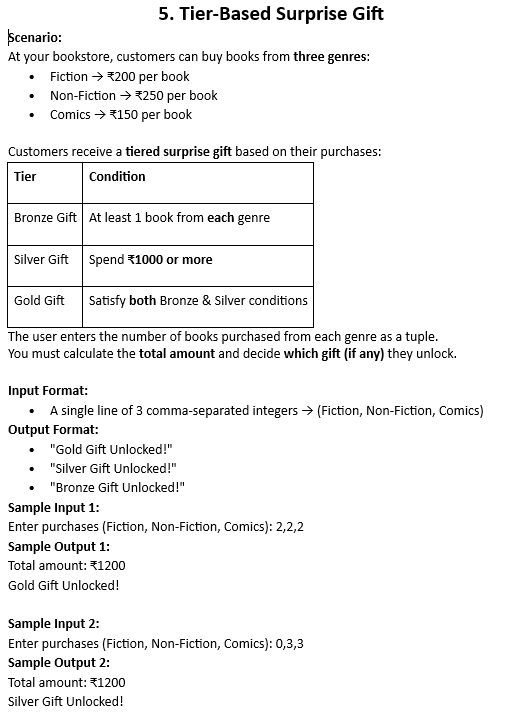 5. Tier-Based Surprise Gift
Scenario:
At your bookstore, customers can buy books from three genres:
• Fiction → ₹200 per book
• Non-Fiction → ₹250 per book
• Comics → ₹150 per book
Customers receive a tiered surprise gift based on their purchases:
Tier Condition
Bronze Gift At least 1 book from each genre
Silver Gift Spend ₹1000 or more
Gold Gift Satisfy both Bronze & Silver conditions
The user enters the number of books purchased from each genre as a tuple.
You must calculate the total amount and decide which gift (if any) they unlock.
Input Format:
• A single line of 3 comma-separated integers → (Fiction, Non-Fiction, Comics)
Output Format:
• "Gold Gift Unlocked!"
• "Silver Gift Unlocked!"
• "Bronze Gift Unlocked!"
Sample Input 1:
Enter purchases (Fiction, Non-Fiction, Comics): 2,2,2
Sample Output 1:
Total amount: ₹1200
Gold Gift Unlocked!
Sample Input 2:
Enter purchases (Fiction, Non-Fiction, Comics): 0,3,3
Sample Output 2:
Total amount: ₹1200
Silver Gift Unlocked!